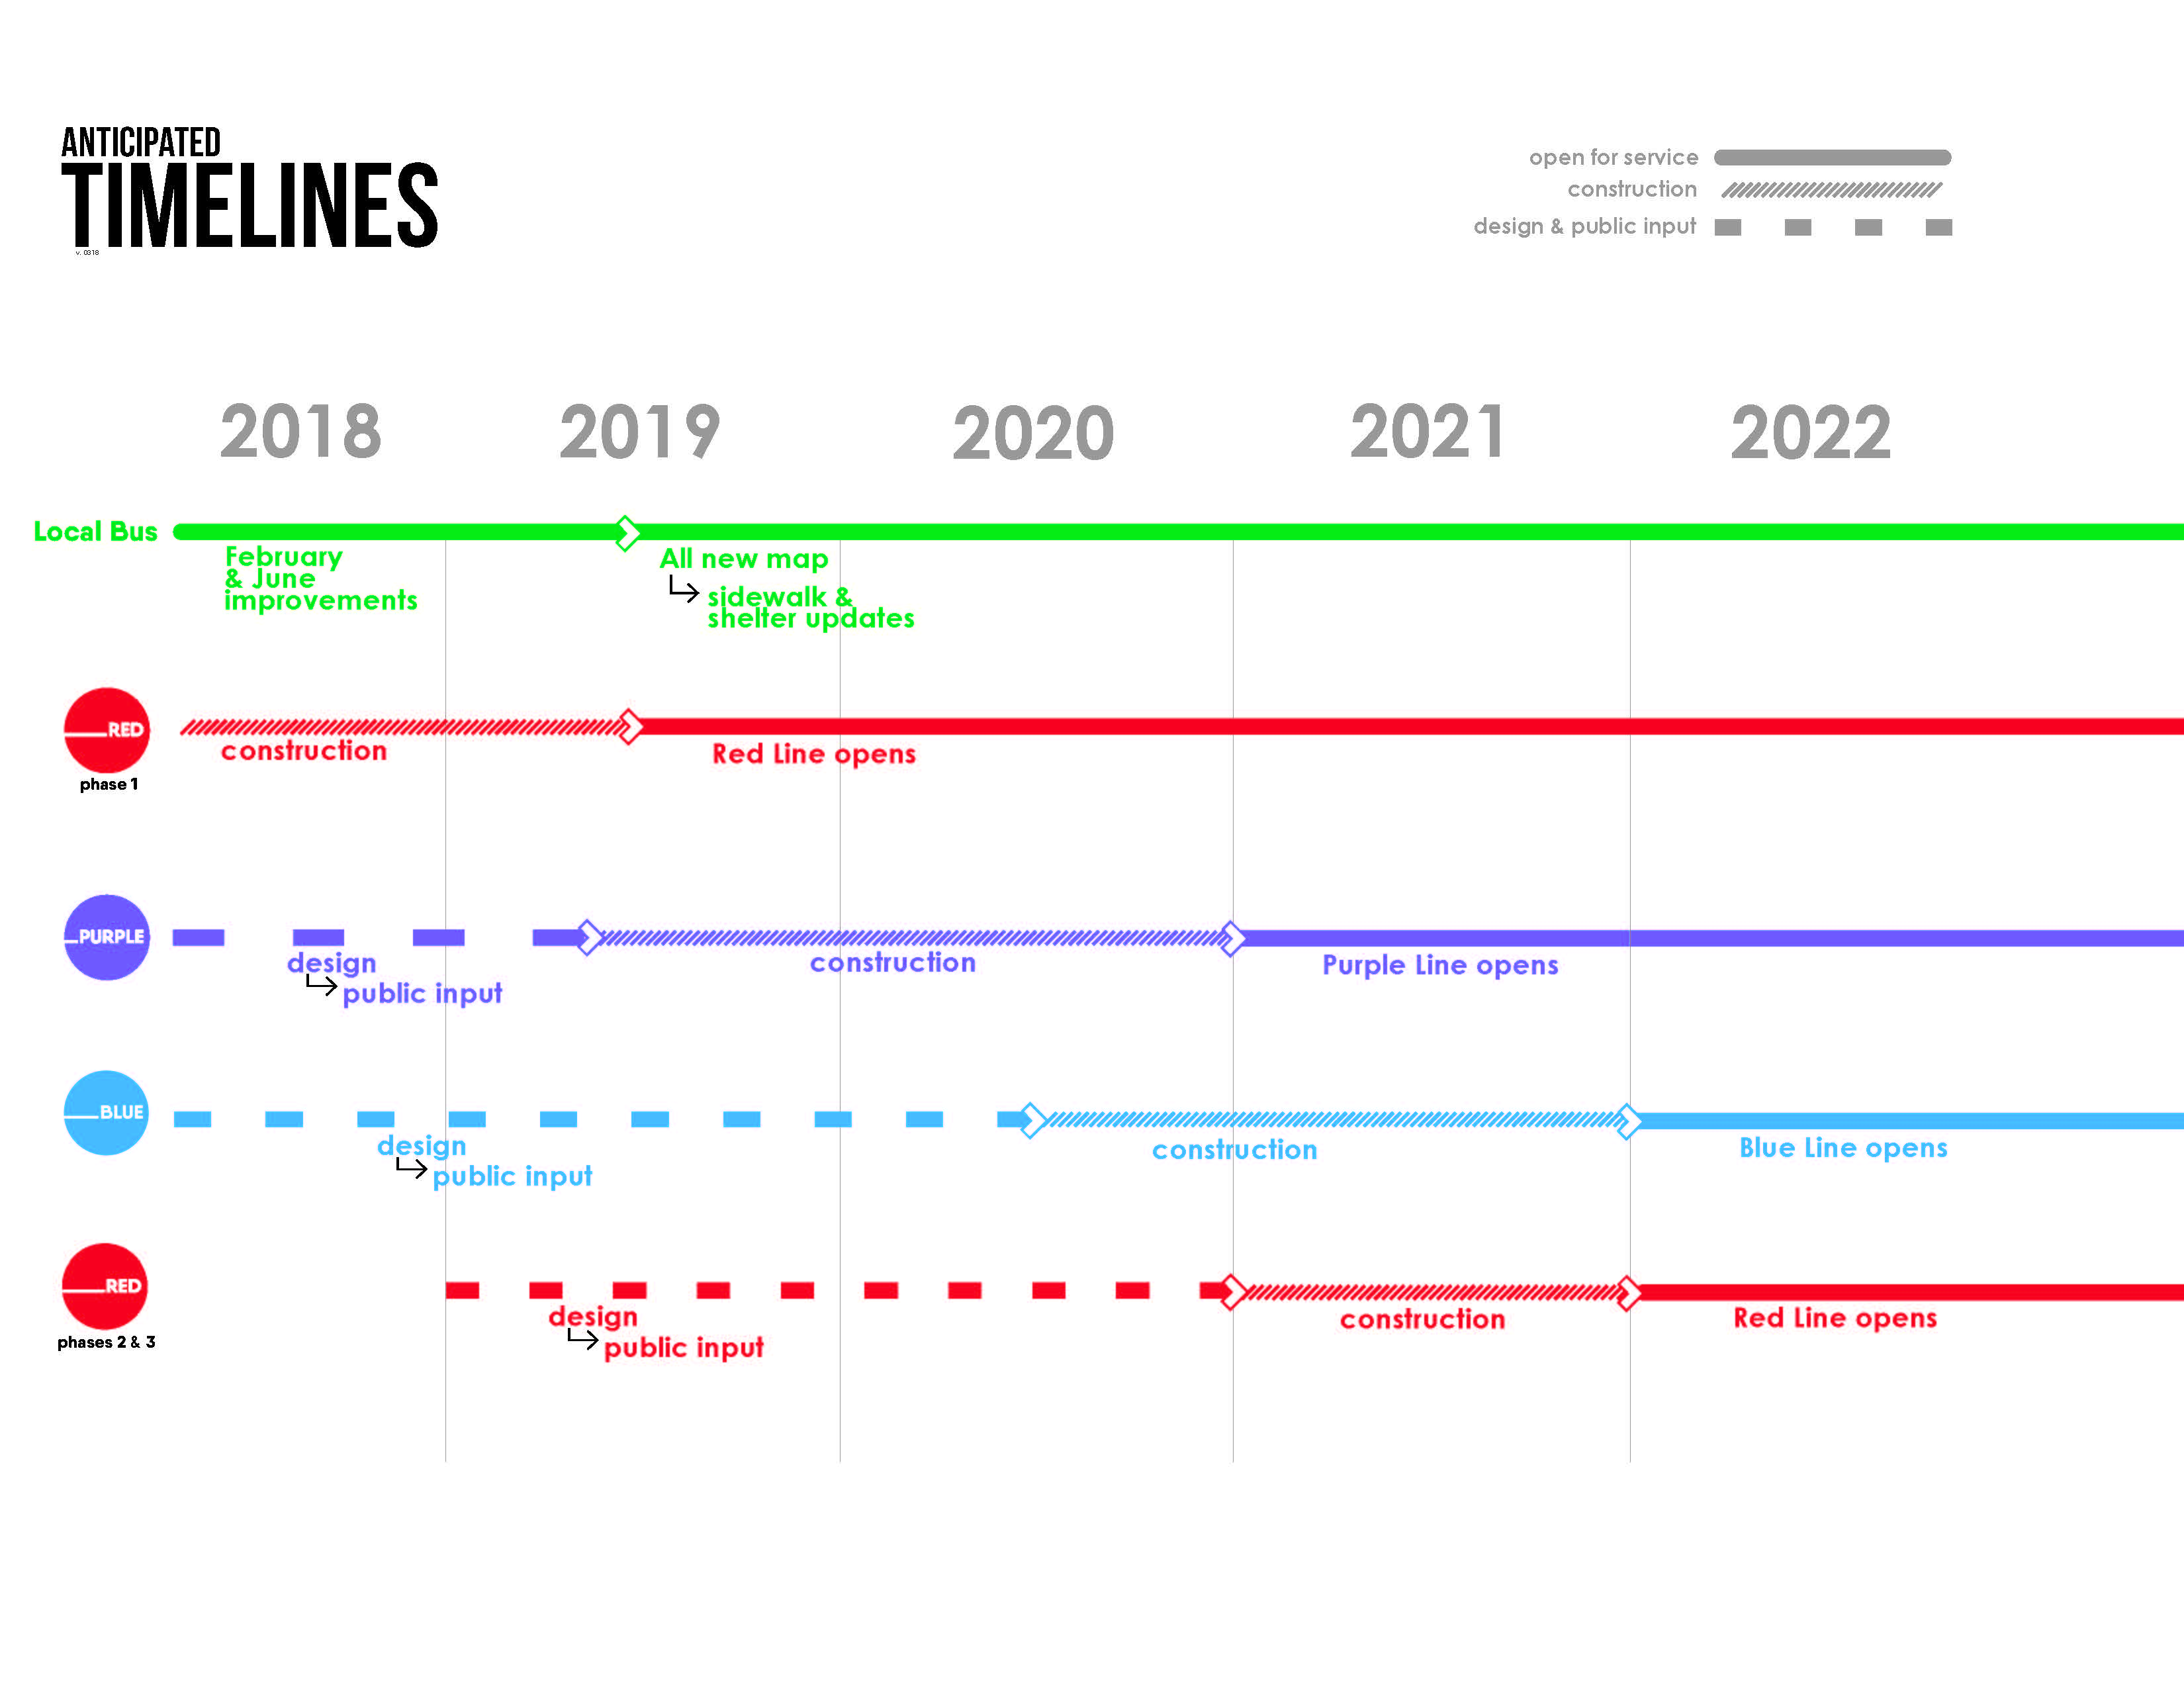 ANTICIPATED
TIMELINES
v. 0318
open for service
construction
design & public input
2018 2019 2020 2021 2022
Local Bus
February
& June
improvements
All new map
sidewalk &
shelter updates
RED
phase 1
construction
Red Line opens
PURPLE
design
public input
construction
Purple Line opens
BLUE
design
public input
construction
Blue Line opens
RED
phases 2 & 3
design
public input
construction
Red Line opens